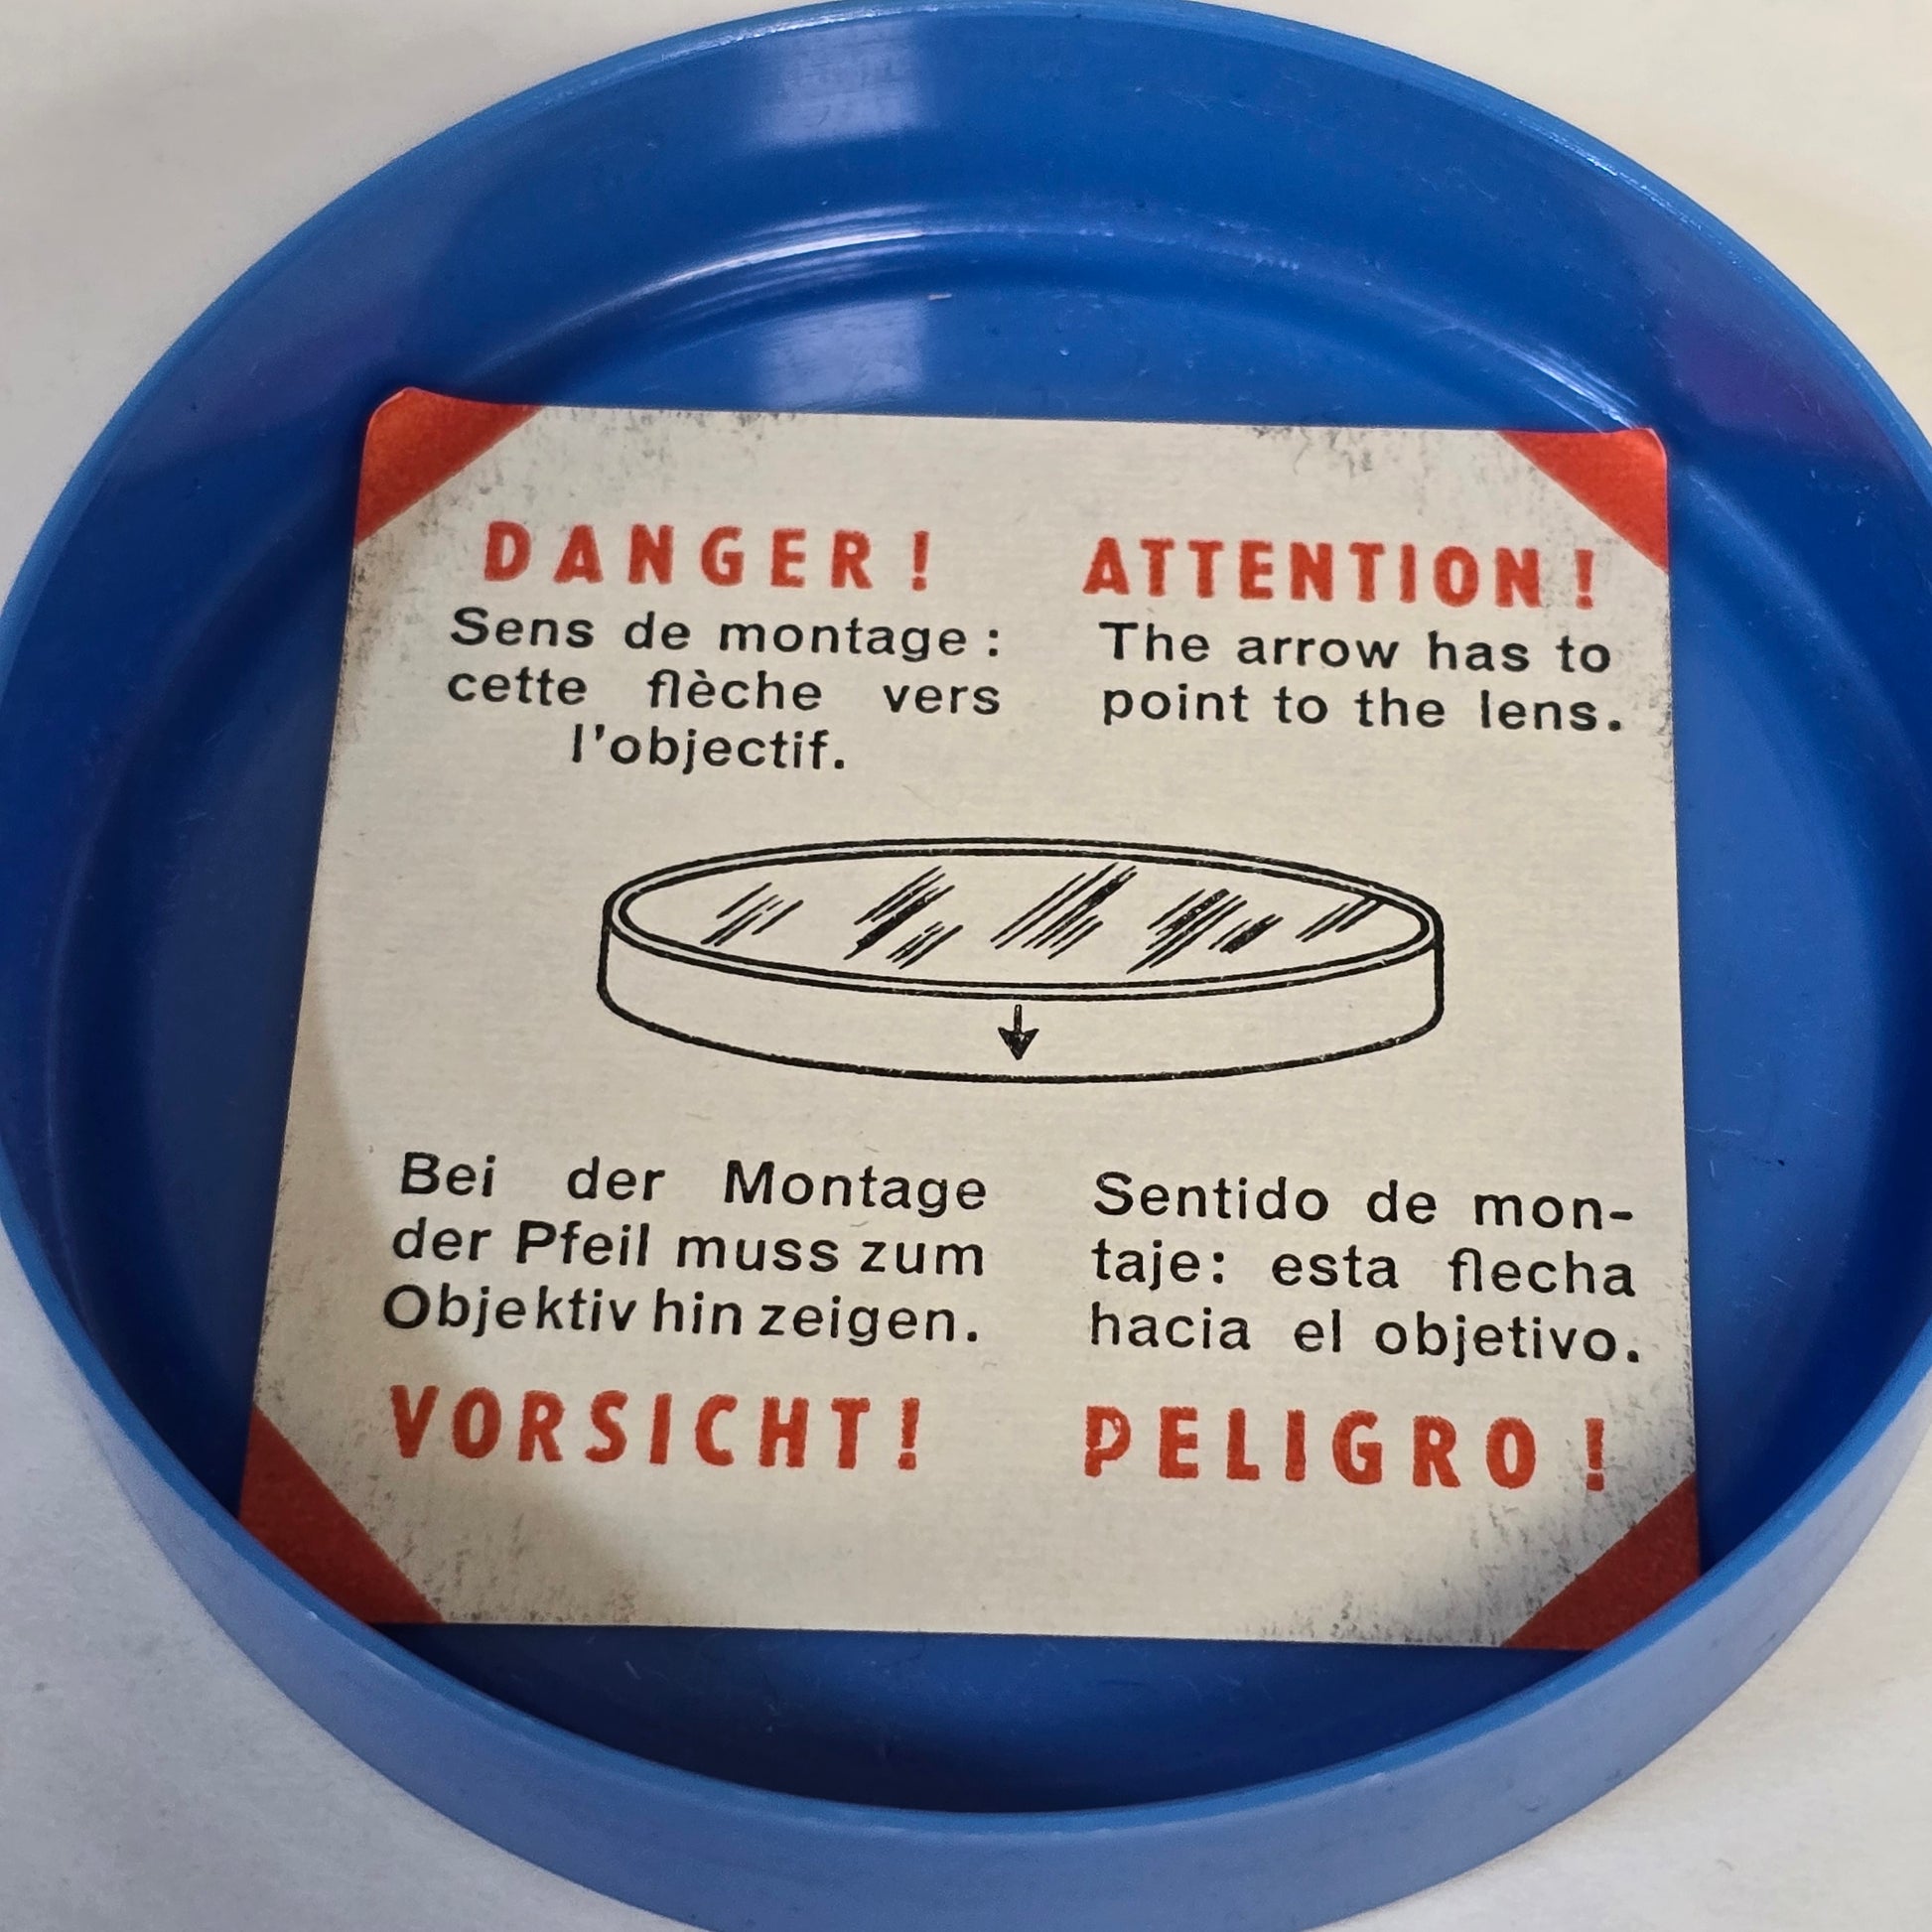 DANGER !
Sens de montage :
cette flèche vers
l'objectif.
ATTENTION !
The arrow has to
point to the lens.
Bei der Montage
der Pfeil muss zum
Objektiv hin zeigen.
VORSICHT !
Sentido de mon-
taje: esta flecha
hacia el objetivo.
PELIGRO !